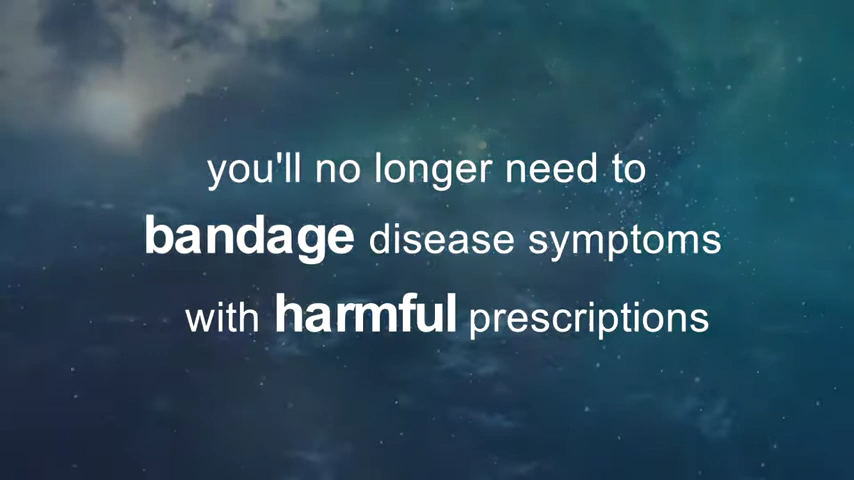 you'll no longer need to
bandage disease symptoms
with harmful prescriptions